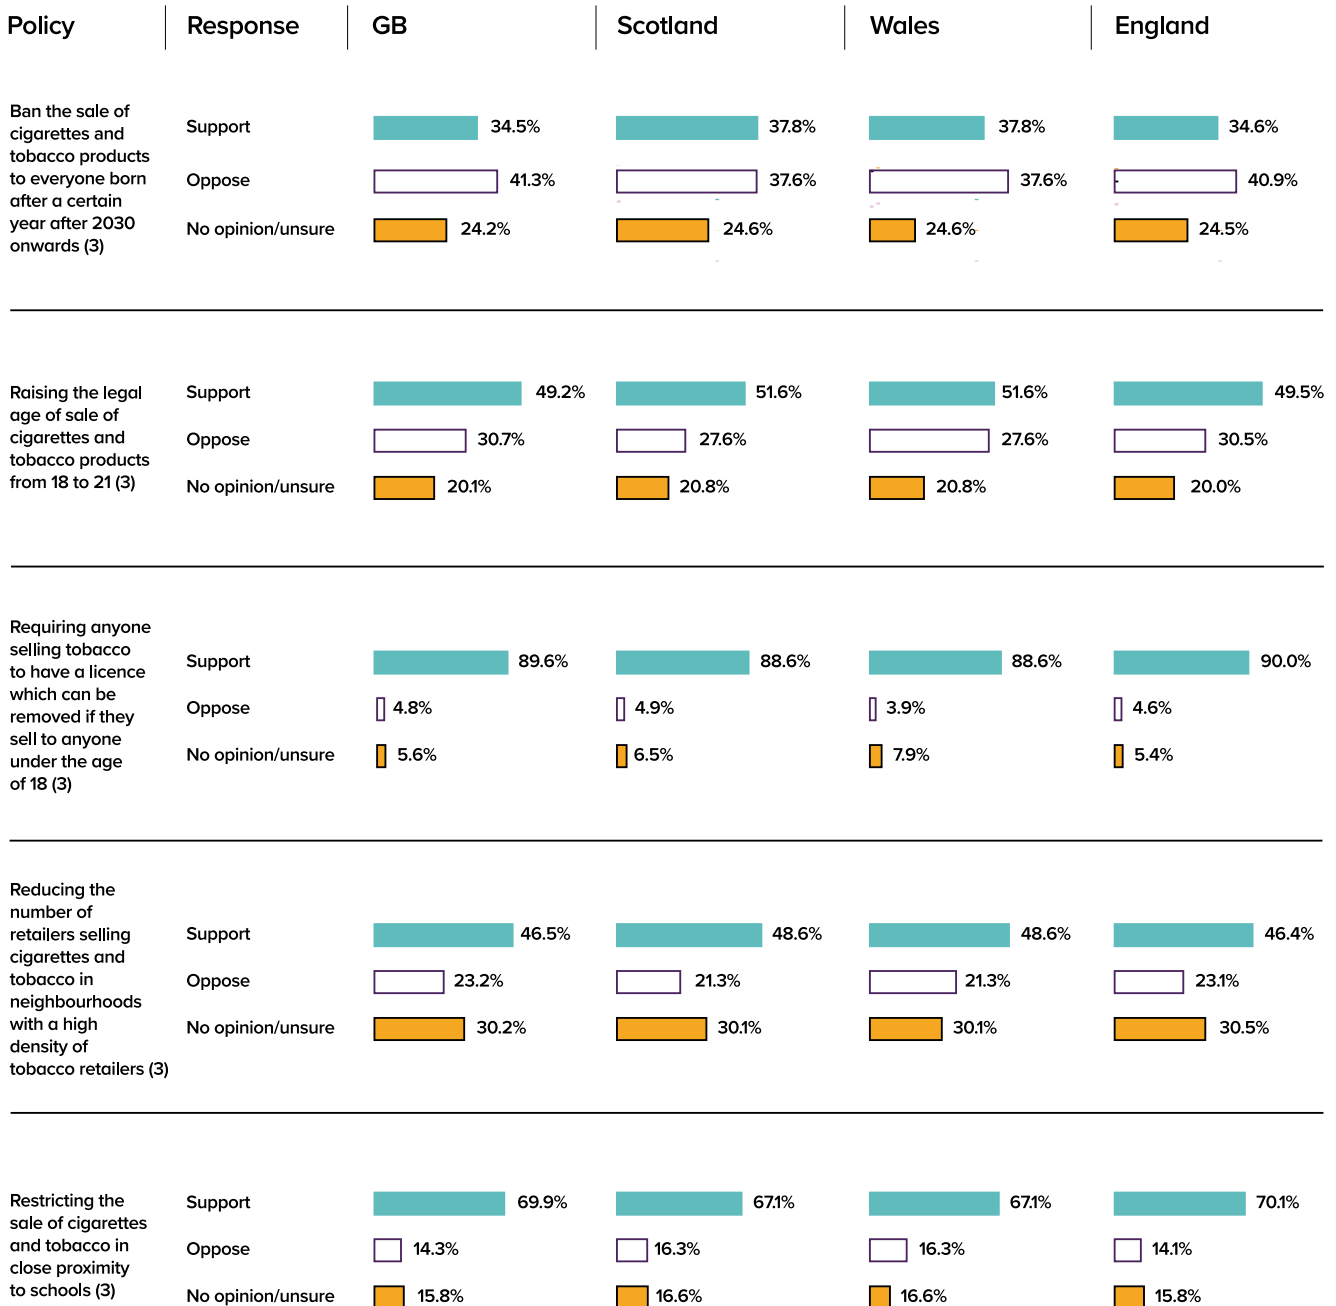 Policy Response GB Scotland Wales England
Ban the sale of
cigarettes and
tobacco products
to everyone born
after a certain
year after 2030
onwards (3)
Support 34.5% 37.8% 37.8% 34.6%
Oppose 41.3% 37.6% 37.6% 40.9%
No opinion/unsure 24.2% 24.6% 24.6% 24.5%
Raising the legal
age of sale of
cigarettes and
tobacco products
from 18 to 21 (3)
Support 49.2% 51.6% 51.6% 49.5%
Oppose 30.7% 27.6% 27.6% 30.5%
No opinion/unsure 20.1% 20.8% 20.8% 20.0%
Requiring anyone
selling tobacco
to have a licence
which can be
removed if they
sell to anyone
under the age
of 18 (3)
Support 89.6% 88.6% 88.6% 90.0%
Oppose 4.8% 4.9% 3.9% 4.6%
No opinion/unsure 5.6% 6.5% 7.9% 5.4%
Reducing the
number of
retailers selling
cigarettes and
tobacco in
neighbourhoods
with a high
density of
tobacco retailers (3)
Support 46.5% 48.6% 48.6% 46.4%
Oppose 23.2% 21.3% 21.3% 23.1%
No opinion/unsure 30.2% 30.1% 30.1% 30.5%
Restricting the
sale of cigarettes
and tobacco in
close proximity
to schools (3)
Support 69.9% 67.1% 67.1% 70.1%
Oppose 14.3% 16.3% 16.3% 14.1%
No opinion/unsure 15.8% 16.6% 16.6% 15.8%